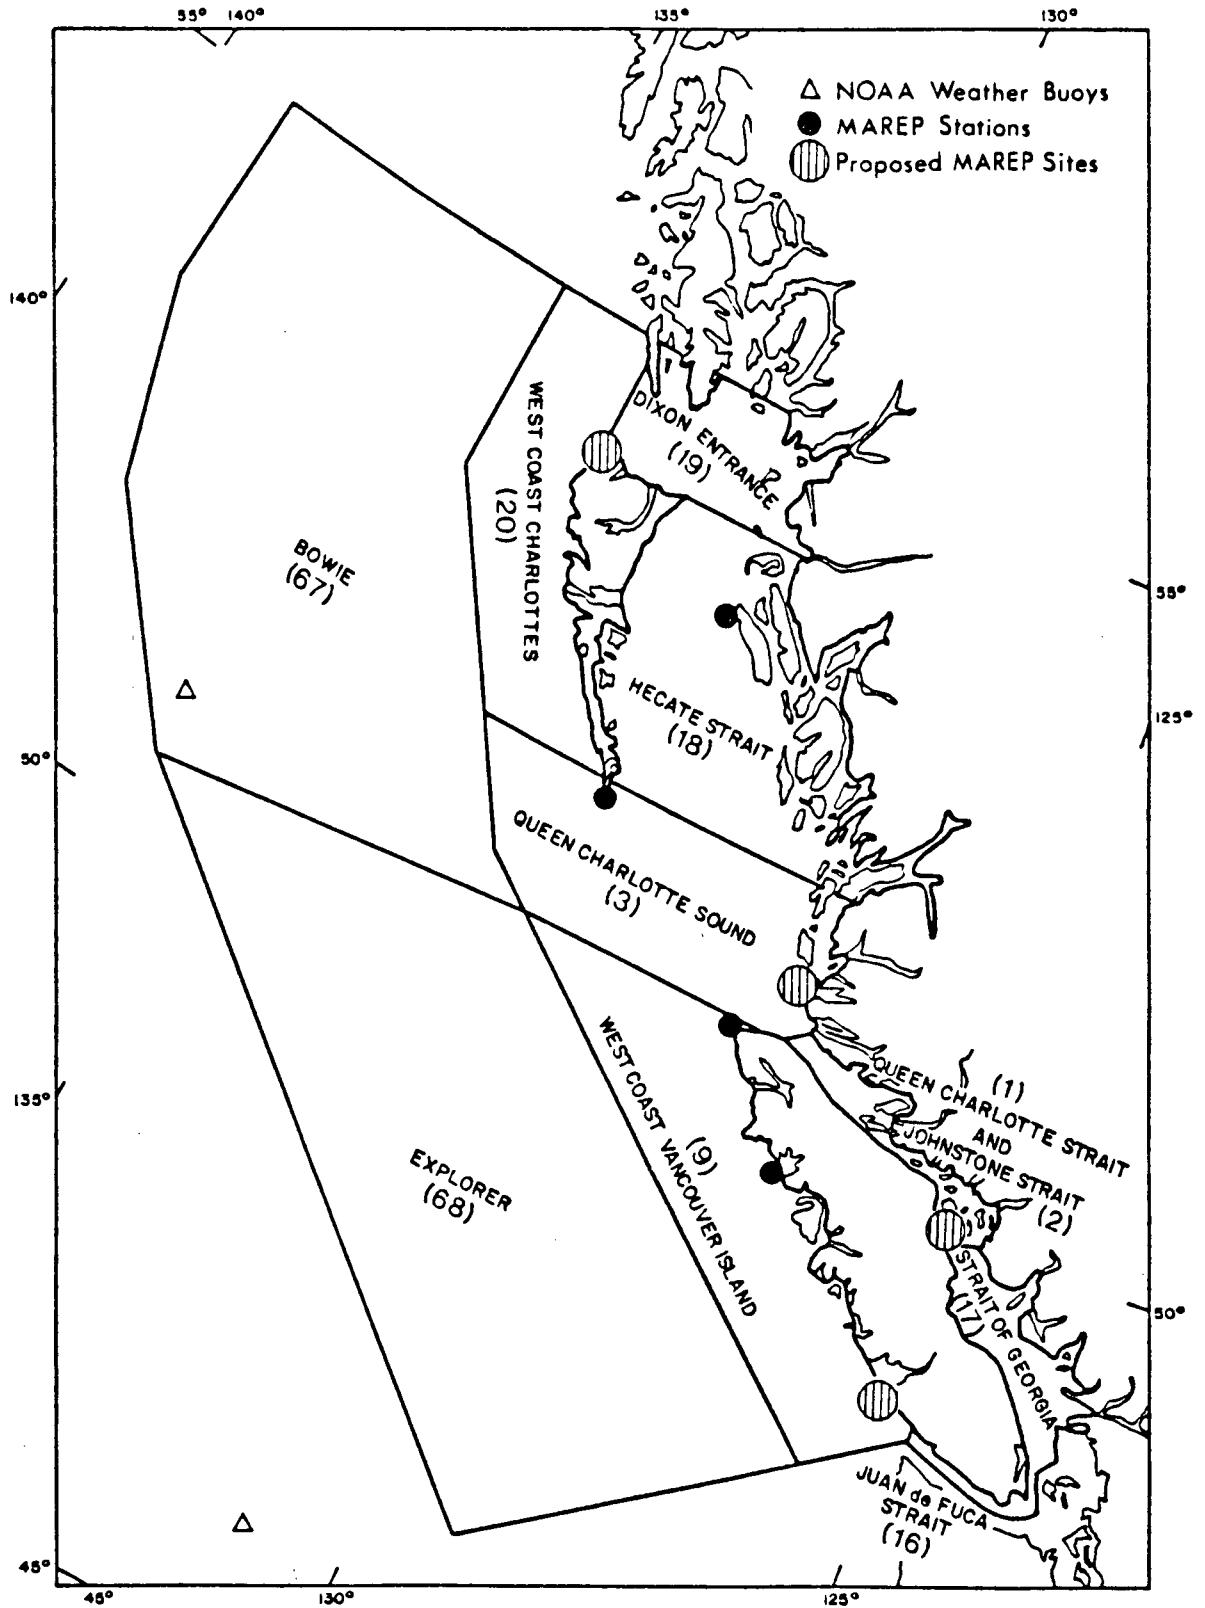 55° 140° 135° 130°
NOAA Weather Buoys
MAREP Stations
Proposed MAREP Sites
140°
DIXON ENTRANCE
(19)
WEST COAST CHARLOTTES
(20)
BOWIE
(67)
55°
HECATE STRAIT
(18)
125°
50°
QUEEN CHARLOTTE SOUND
(3)
135°
WEST COAST VANCOUVER ISLAND
(9)
(1)
QUEEN CHARLOTTE STRAIT
AND
JOHNSTONE STRAIT
(2)
EXPLORER
(68)
STRAIT OF GEORGIA
(17)
50°
JUAN de FUCA
STRAIT
(16)
45°
45° 130° 125°